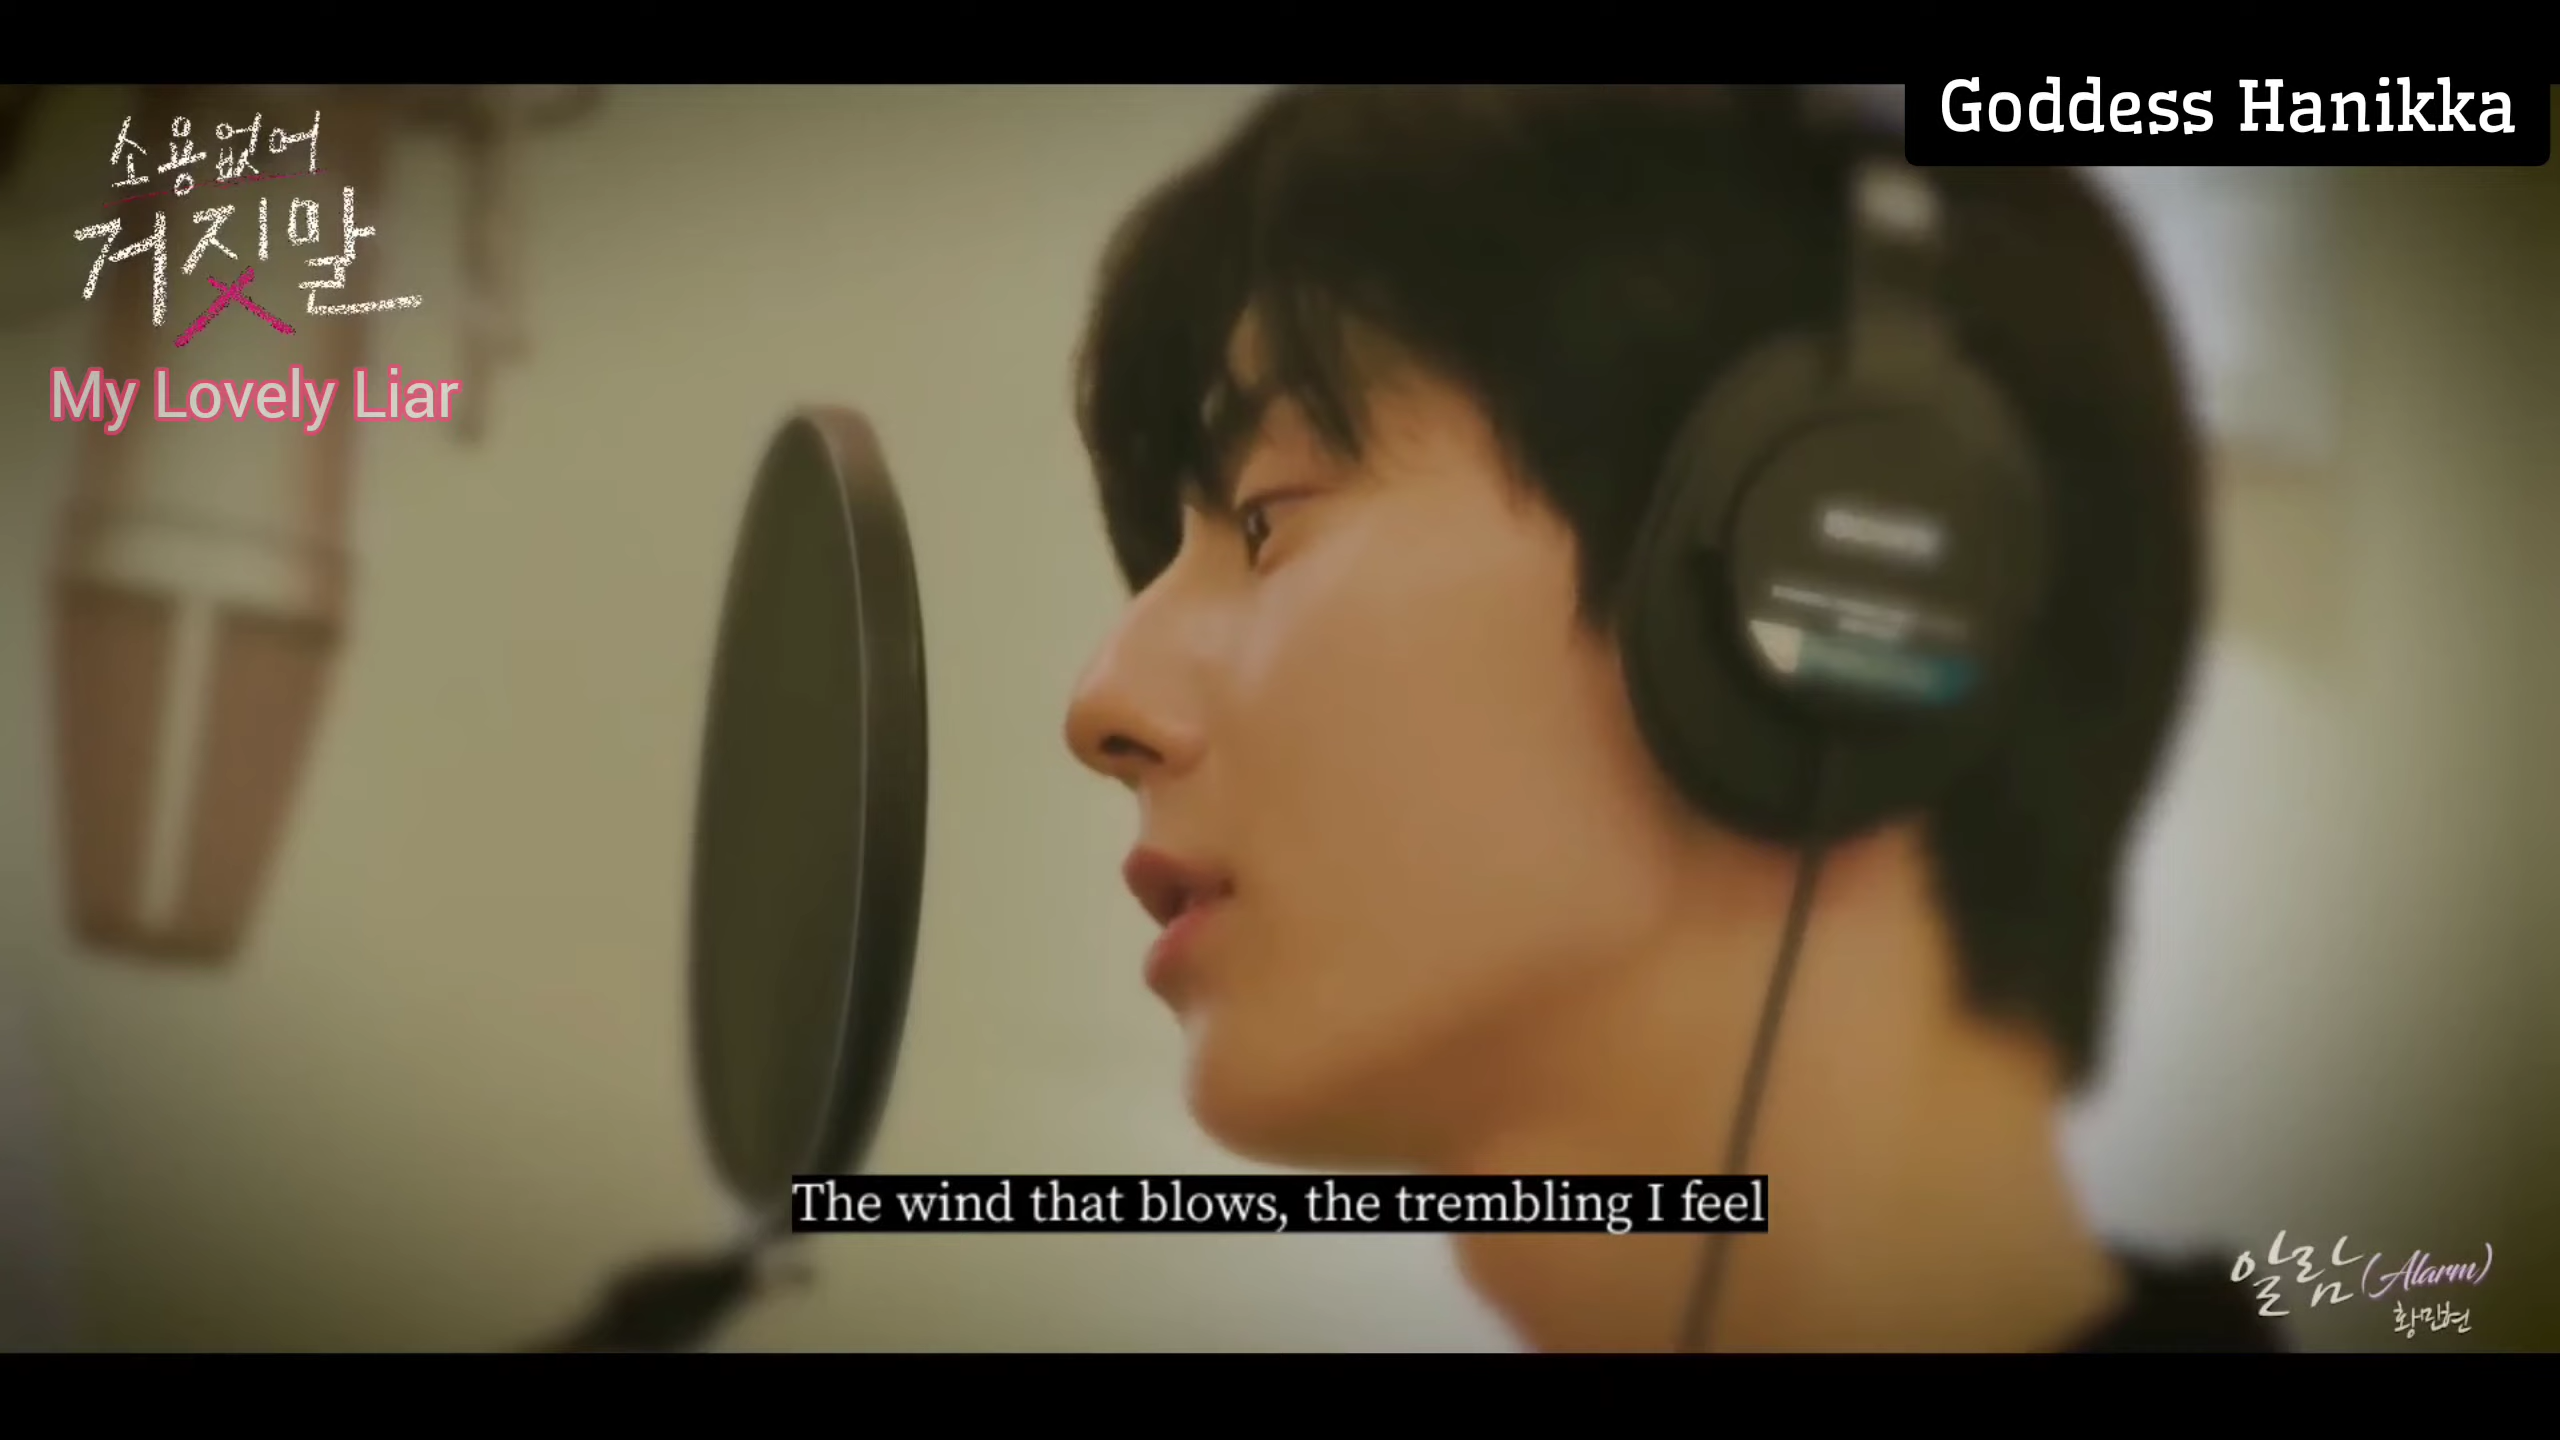 소용없어
거짓말
My Lovely Liar
Goddess Hanikka
The wind that blows, the trembling I feel
알람 (Alarm)
황민현